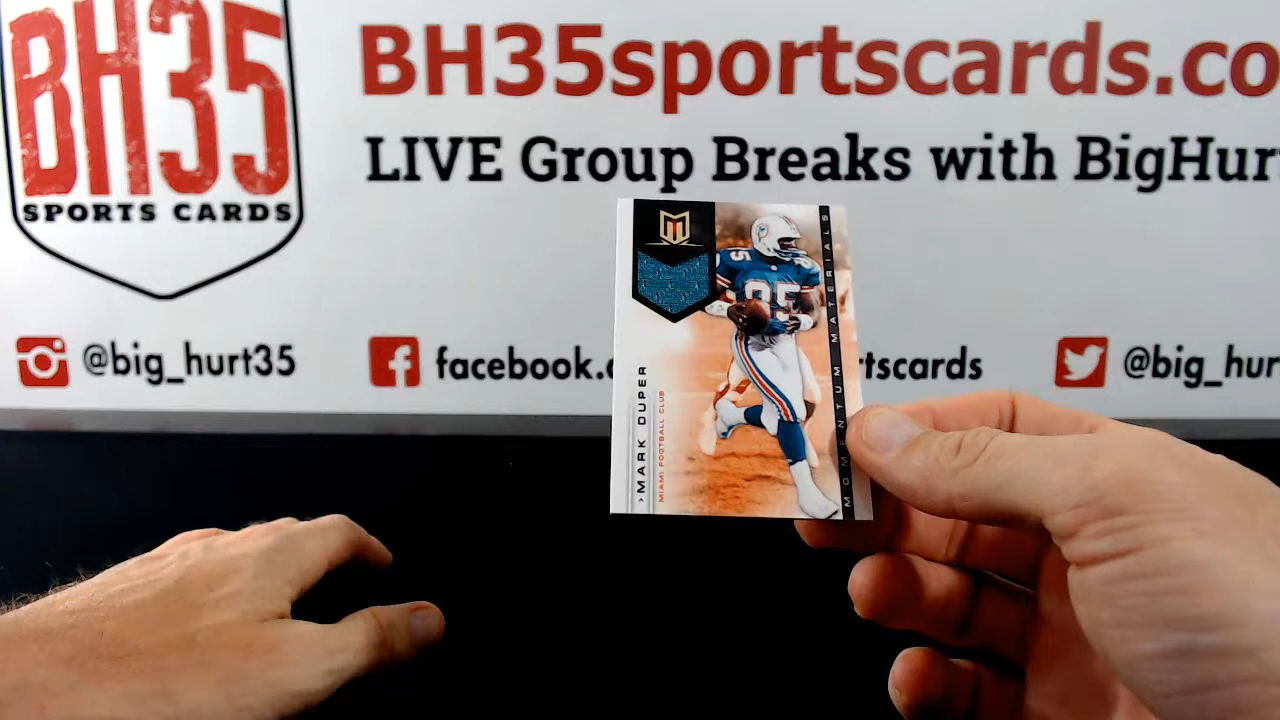 BH35
SPORTS CARDS
BH35sportscards.co
LIVE Group Breaks with BigHurt
@big_hurt35
facebook.c
rtscards
@big_hur
MARK DUPER
MIAMI FOOTBALL CLUB
MOMENTUM MATERIALS
85